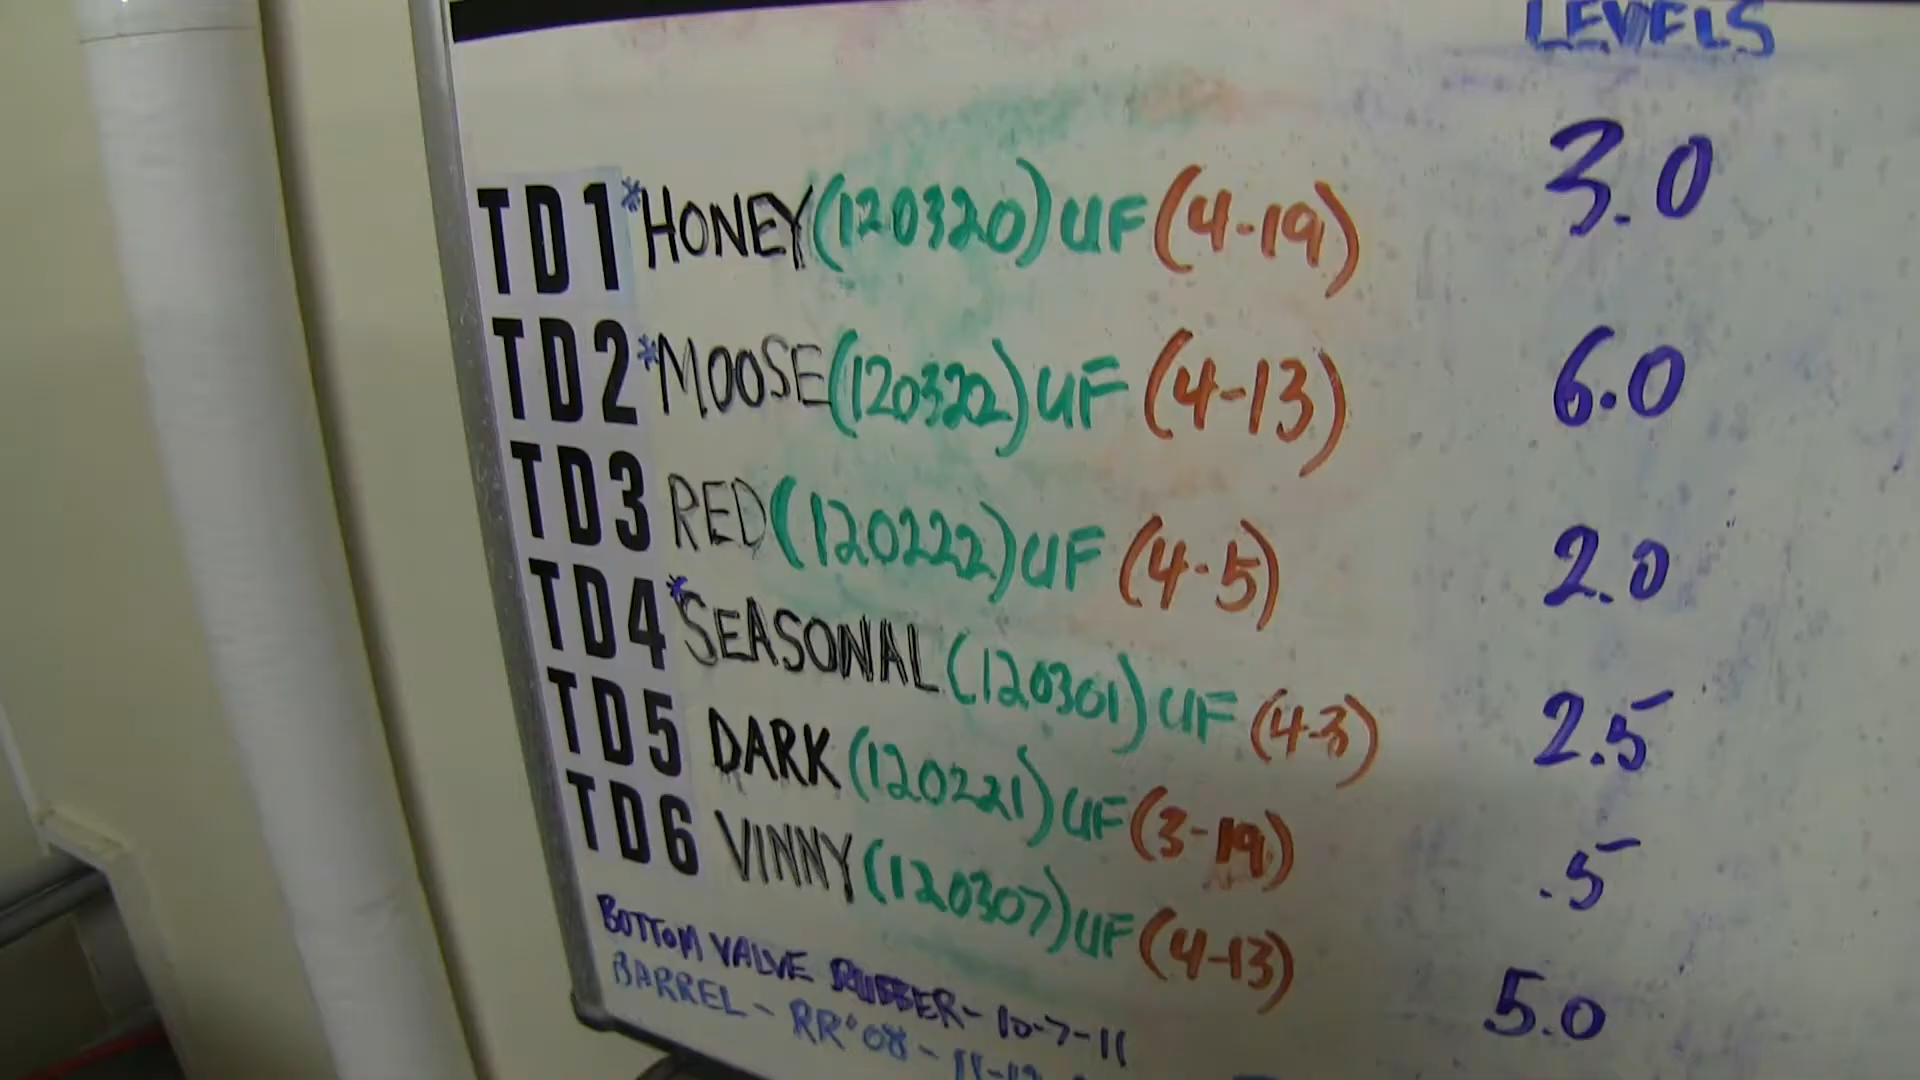 LEVELS
TD1 *HONEY (120320) UF (4-19) 3.0
TD2 *MOOSE (120322) UF (4-13) 6.0
TD3 RED (120222) UF (4-5) 2.0
TD4 *SEASONAL (120301) UF (4-3) 2.5
TD5 DARK (120221) UF (3-19) .5
TD6 VINNY (120307) UF (4-13) 5.0
BOTTOM VALVE RUBBER - 10-7-11
BARREL - RR'08 -